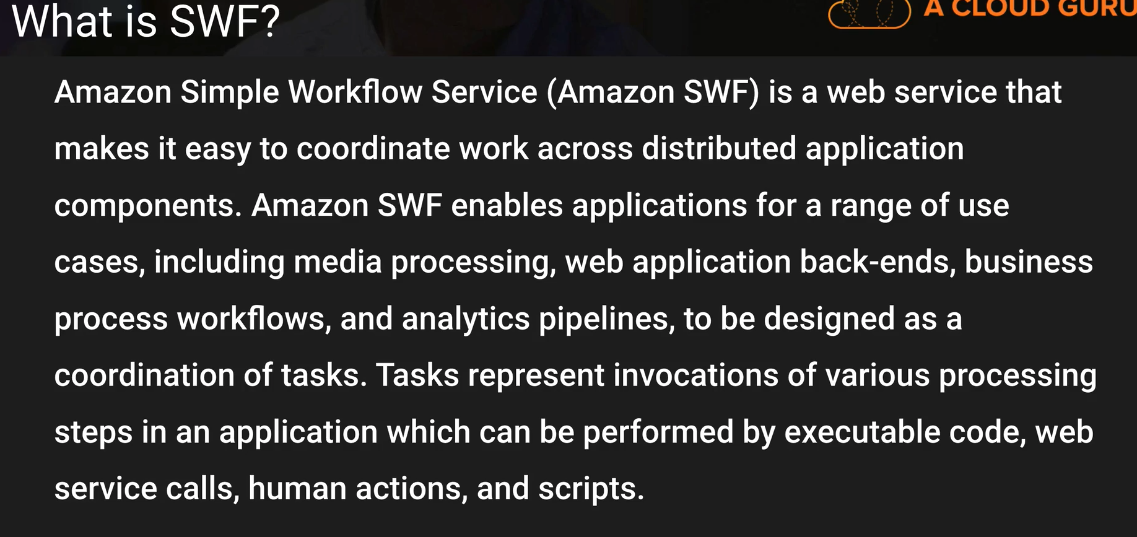 What is SWF?
A CLOUD GURU
Amazon Simple Workflow Service (Amazon SWF) is a web service that
makes it easy to coordinate work across distributed application
components. Amazon SWF enables applications for a range of use
cases, including media processing, web application back-ends, business
process workflows, and analytics pipelines, to be designed as a
coordination of tasks. Tasks represent invocations of various processing
steps in an application which can be performed by executable code, web
service calls, human actions, and scripts.